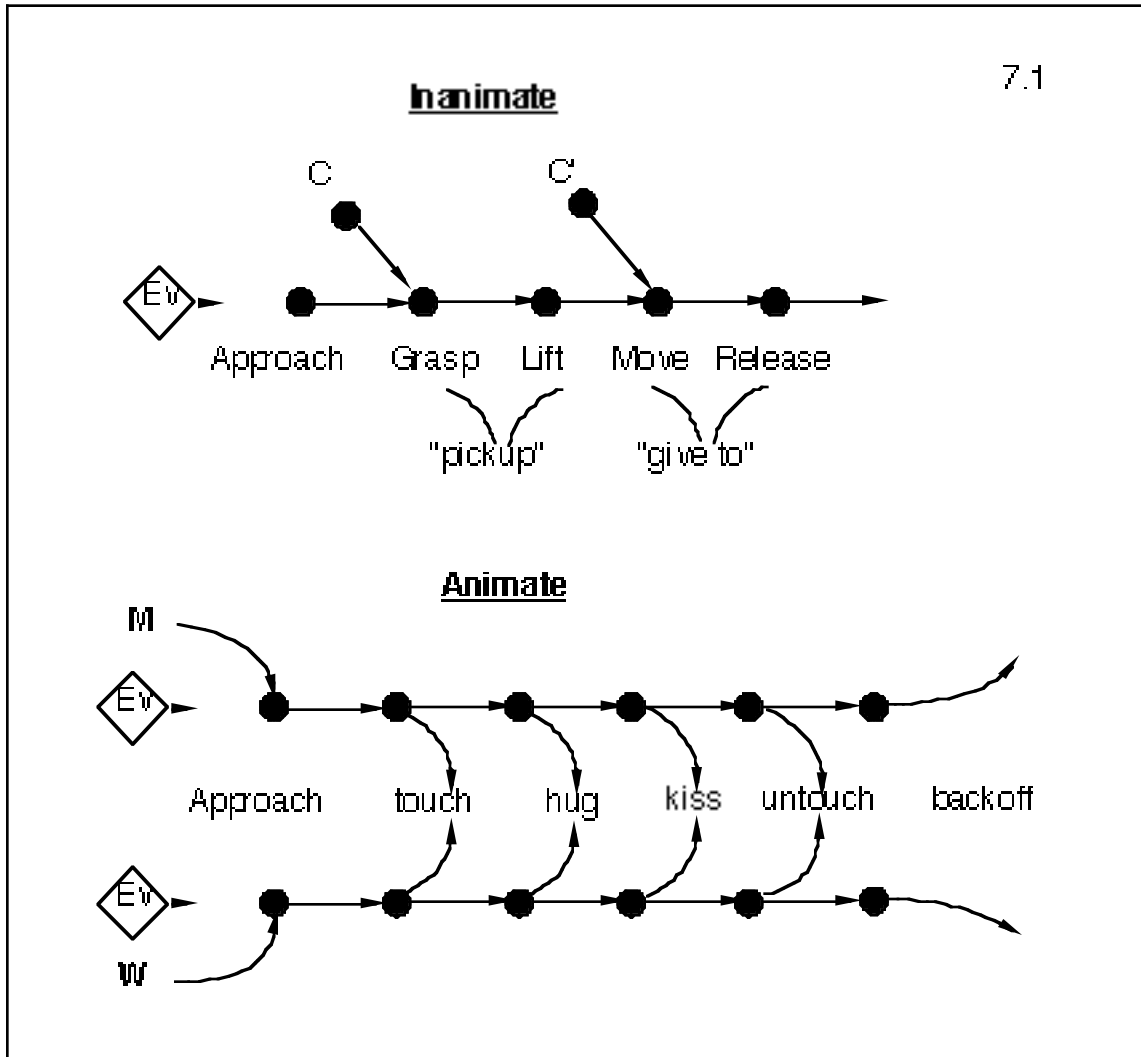 7.1
Inanimate
C C'
Ev
Approach Grasp Lift Move Release
"pickup" "give to"
Animate
M
Ev
Approach touch hug kiss untouch backoff
Ev
W